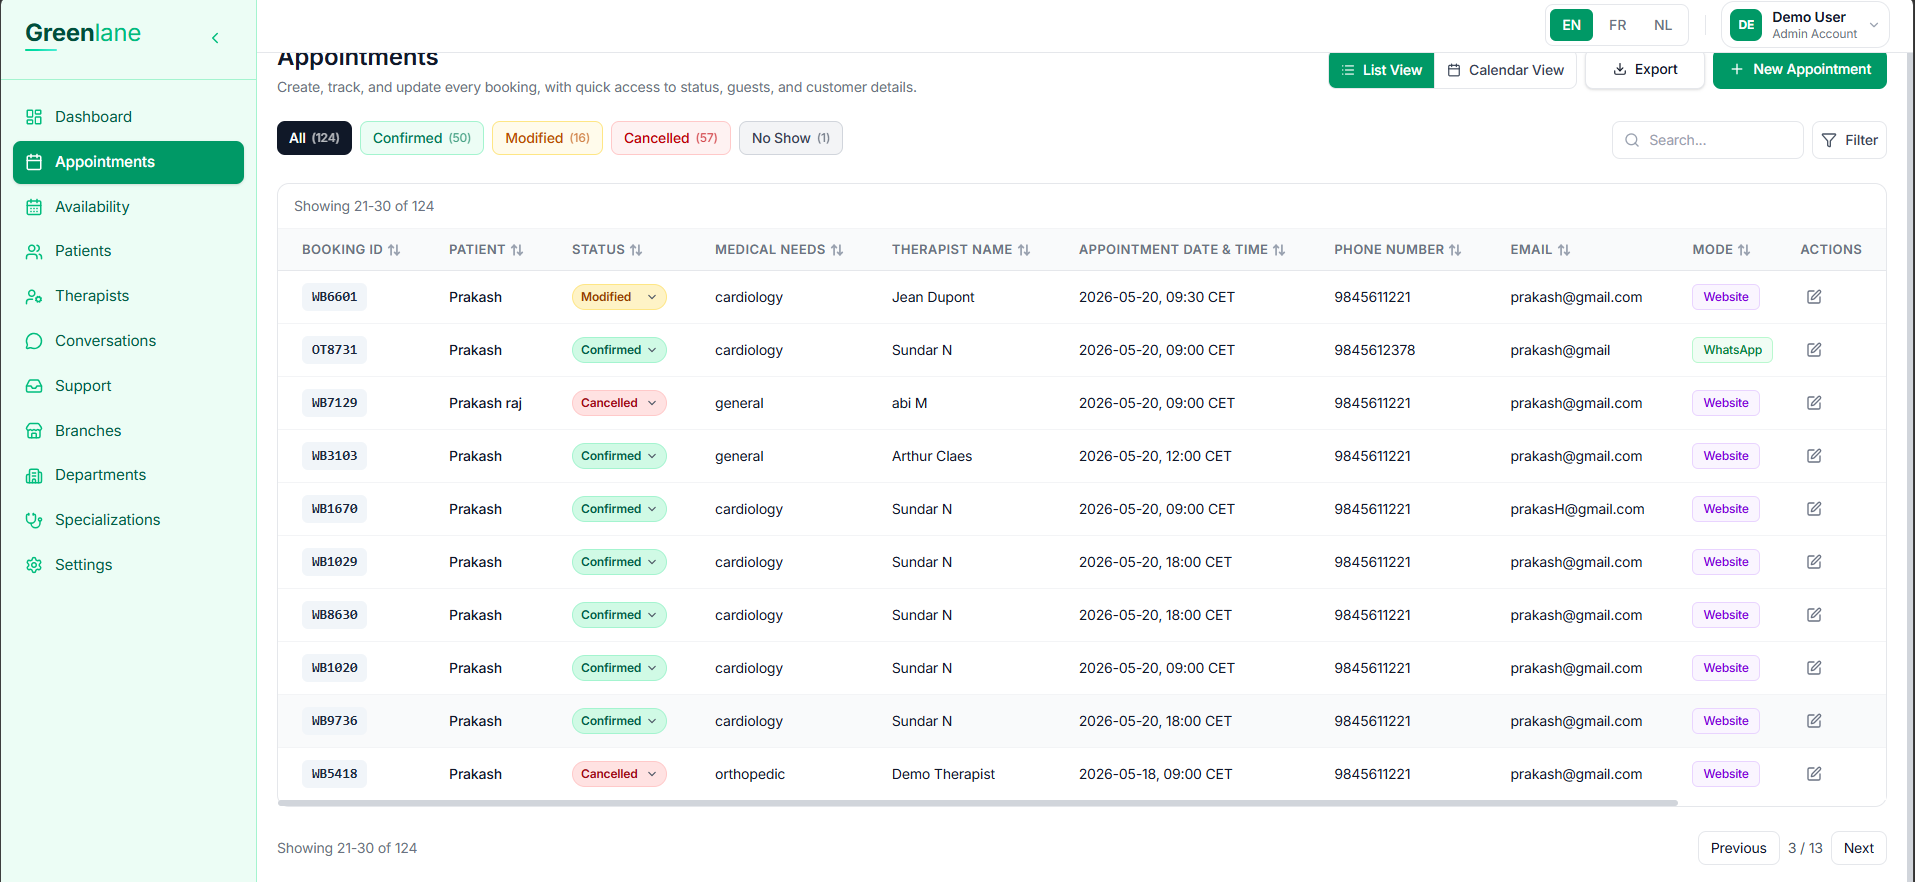 Greenlane
EN FR NL
DE Demo User
Admin Account
Dashboard
Appointments
Availability
Patients
Therapists
Conversations
Support
Branches
Departments
Specializations
Settings
Appointments
Create, track, and update every booking, with quick access to status, guests, and customer details.
List View Calendar View Export + New Appointment
All (124) Confirmed (50) Modified (16) Cancelled (57) No Show (1)
Search... Filter
Showing 21-30 of 124
BOOKING ID PATIENT STATUS MEDICAL NEEDS THERAPIST NAME APPOINTMENT DATE & TIME PHONE NUMBER EMAIL MODE ACTIONS
WB6601 Prakash Modified cardiology Jean Dupont 2026-05-20, 09:30 CET 9845611221 prakash@gmail.com Website
OT8731 Prakash Confirmed cardiology Sundar N 2026-05-20, 09:00 CET 9845612378 prakash@gmail WhatsApp
WB7129 Prakash raj Cancelled general abi M 2026-05-20, 09:00 CET 9845611221 prakash@gmail.com Website
WB3103 Prakash Confirmed general Arthur Claes 2026-05-20, 12:00 CET 9845611221 prakash@gmail.com Website
WB1670 Prakash Confirmed cardiology Sundar N 2026-05-20, 09:00 CET 9845611221 prakasH@gmail.com Website
WB1029 Prakash Confirmed cardiology Sundar N 2026-05-20, 18:00 CET 9845611221 prakash@gmail.com Website
WB8630 Prakash Confirmed cardiology Sundar N 2026-05-20, 18:00 CET 9845611221 prakash@gmail.com Website
WB1020 Prakash Confirmed cardiology Sundar N 2026-05-20, 09:00 CET 9845611221 prakash@gmail.com Website
WB9736 Prakash Confirmed cardiology Sundar N 2026-05-20, 18:00 CET 9845611221 prakash@gmail.com Website
WB5418 Prakash Cancelled orthopedic Demo Therapist 2026-05-18, 09:00 CET 9845611221 prakash@gmail.com Website
Showing 21-30 of 124
Previous 3 / 13 Next